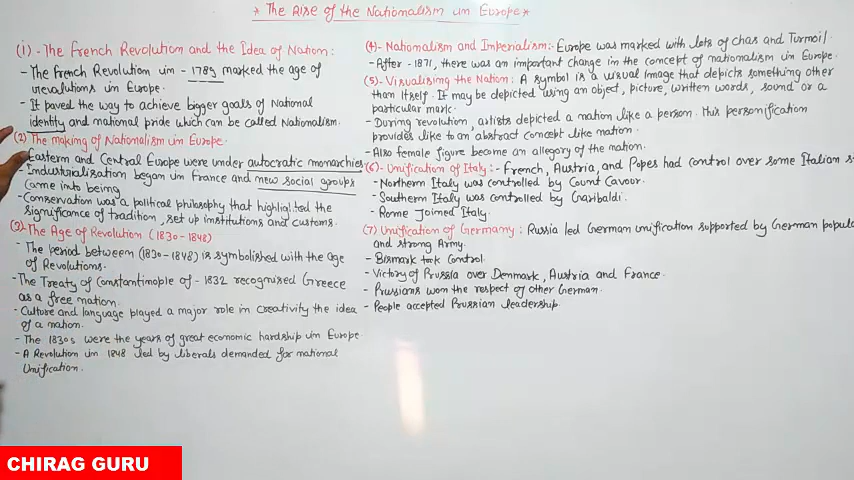 * The Rise of the Nationalism in Europe *
(1) - The French Revolution and the Idea of Nation :
- The French Revolution in - 1789 marked the age of
revolutions in Europe.
- It paved the way to achieve bigger goals of National
identity and national pride which can be called Nationalism.
(2) The making of Nationalism in Europe
- Eastern and Central Europe were under autocratic monarchies
- Industrialisation began in France and new social groups
came into being
- Conservation was a political philosophy that highlighted the
significance of tradition, set up institutions and customs.
(3) The Age of Revolution (1830-1848)
- The period between (1830-1848) is symbolished with the age
of Revolutions.
- The Treaty of Constantinople of - 1832 recognised Greece
as a free nation.
- Culture and language played a major role in creativity the idea
of a nation.
- The 1830s were the years of great economic hardship in Europe
- A Revolution in 1848 led by liberals demanded for national
Unification.
(4) - Nationalism and Imperialism :- Europe was marked with lots of chas and Turmoil
- After - 1871, there was an important change in the concept of nationalism in Europe.
(5) - Visualising the Nation : A symbol is a visual image that depicts something other
than itself. It may be depicted using an object, picture, written words, sound or a
particular mark.
- During revolution, artists depicted a nation like a person. This personification
provides like to an abstract concept like nation.
- Also female figure become an allegory of the nation.
(6) - Unification of Italy :- French, Austria, and Popes had control over some Italian s
- Northern Italy was controlled by Count Cavour.
- Southern Italy was controlled by Garibaldi.
- Rome Joined Italy.
(7) Unification of Germany : Russia led German unification supported by German popula
and strong Army.
- Bismark took Control.
- Victory of Prussia over Denmark, Austria and France.
- Prussians won the respect of other German.
- People accepted Prussian leadership.
CHIRAG GURU